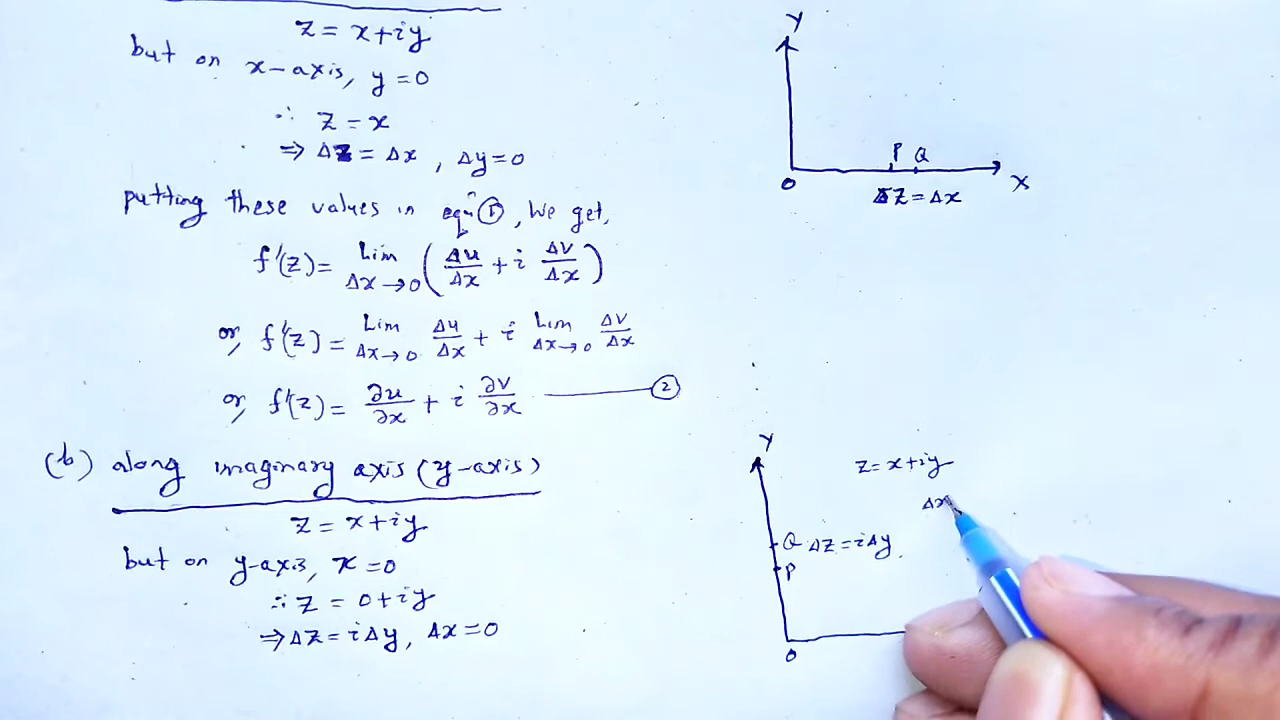 z = x+iy
but on x-axis, y=0
∴ z = x
⇒ Δz = Δx , Δy=0
putting these values in eqⁿ ①, We get,
f'(z)= Lim Δx→0 (Δu/Δx + i ΔV/Δx)
or, f'(z)= Lim Δx→0 Δu/Δx + i Lim Δx→0 ΔV/Δx
or, f'(z)= ∂u/∂x + i ∂V/∂x ——— ②
(b) along imaginary axis (y-axis)
z = x+iy
but on y-axis, x=0
∴ z = 0+iy
⇒ Δz = iΔy, Δx=0
Y
P Q
O
X
ΔZ = Δx
Y
z = x+iy
Δx
Q ΔZ = iΔy.
P
O